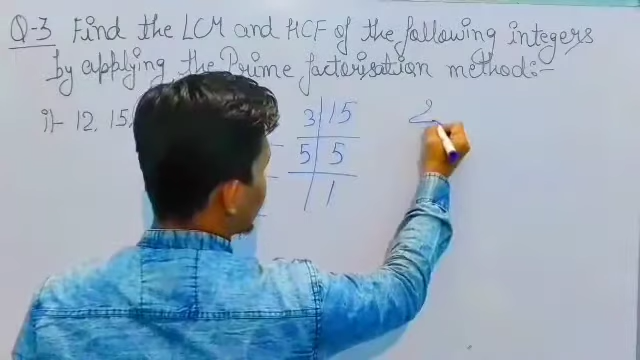 Q-3 Find the LCM and HCF of the following integers
by applying the Prime factorisation method:-
i)- 12, 15,
3 15
5 5
1
2